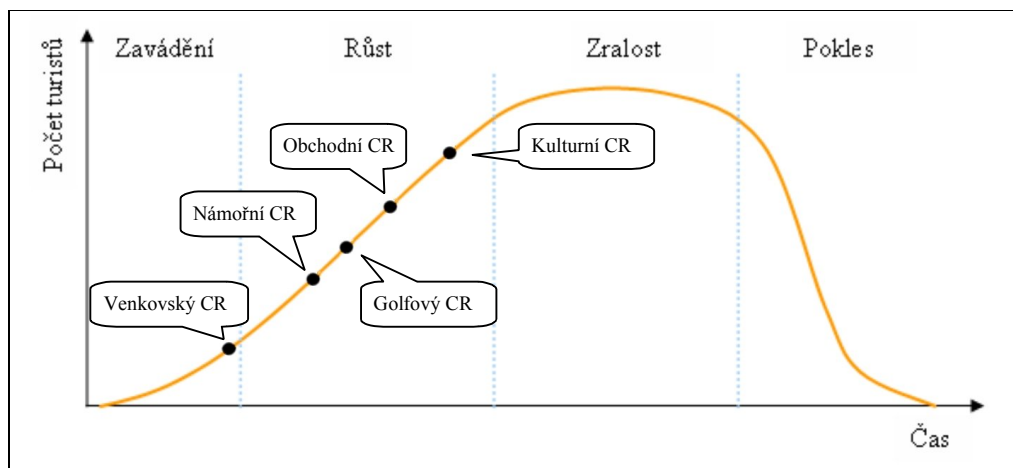 Zavádění Růst Zralost Pokles
Počet turistů
Obchodní CR
Kulturní CR
Námořní CR
Golfový CR
Venkovský CR
Čas